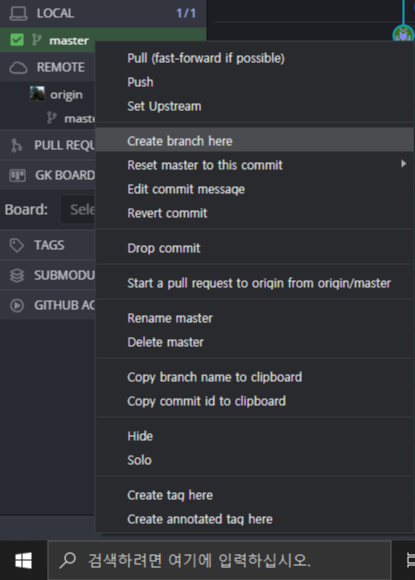 LOCAL 1/1
master
REMOTE
origin
maste
PULL REQU
GK BOARD
Board: Sele
TAGS
SUBMODU
GITHUB AC
Pull (fast-forward if possible)
Push
Set Upstream
Create branch here
Reset master to this commit
Edit commit message
Revert commit
Drop commit
Start a pull request to origin from origin/master
Rename master
Delete master
Copy branch name to clipboard
Copy commit id to clipboard
Hide
Solo
Create tag here
Create annotated tag here
검색하려면 여기에 입력하십시오.